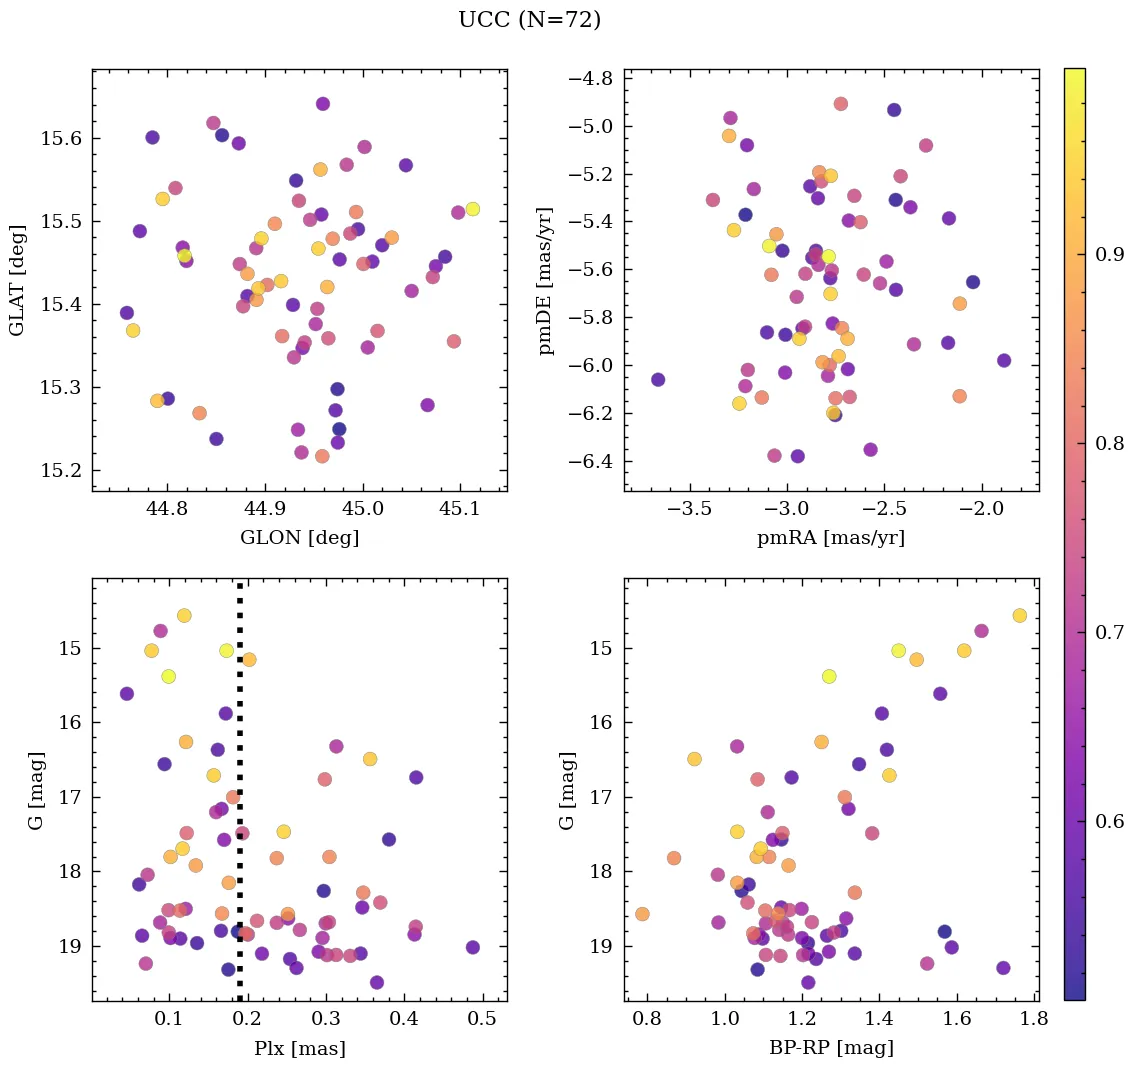 UCC (N=72)
15.6
15.5
15.4
15.3
15.2
GLAT [deg]
44.8 44.9 45.0 45.1
GLON [deg]
−4.8
−5.0
−5.2
−5.4
−5.6
−5.8
−6.0
−6.2
−6.4
pmDE [mas/yr]
−3.5 −3.0 −2.5 −2.0
pmRA [mas/yr]
15
16
17
18
19
G [mag]
0.1 0.2 0.3 0.4 0.5
Plx [mas]
15
16
17
18
19
G [mag]
0.8 1.0 1.2 1.4 1.6 1.8
BP-RP [mag]
0.9
0.8
0.7
0.6